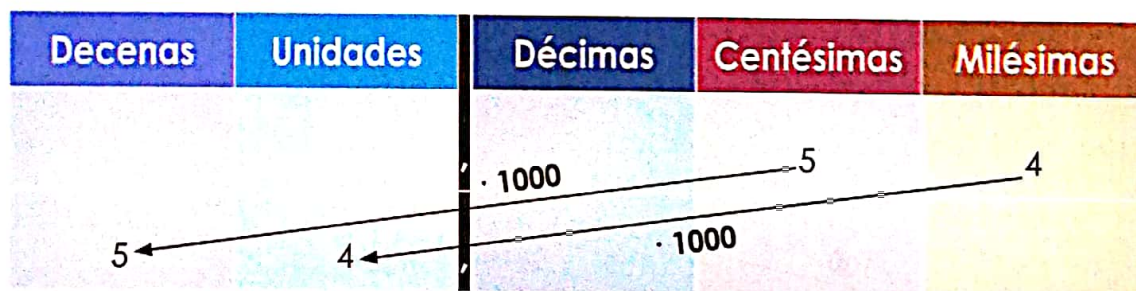 Decenas Unidades Décimas Centésimas Milésimas
, · 1000 5 4
5 4 , · 1000